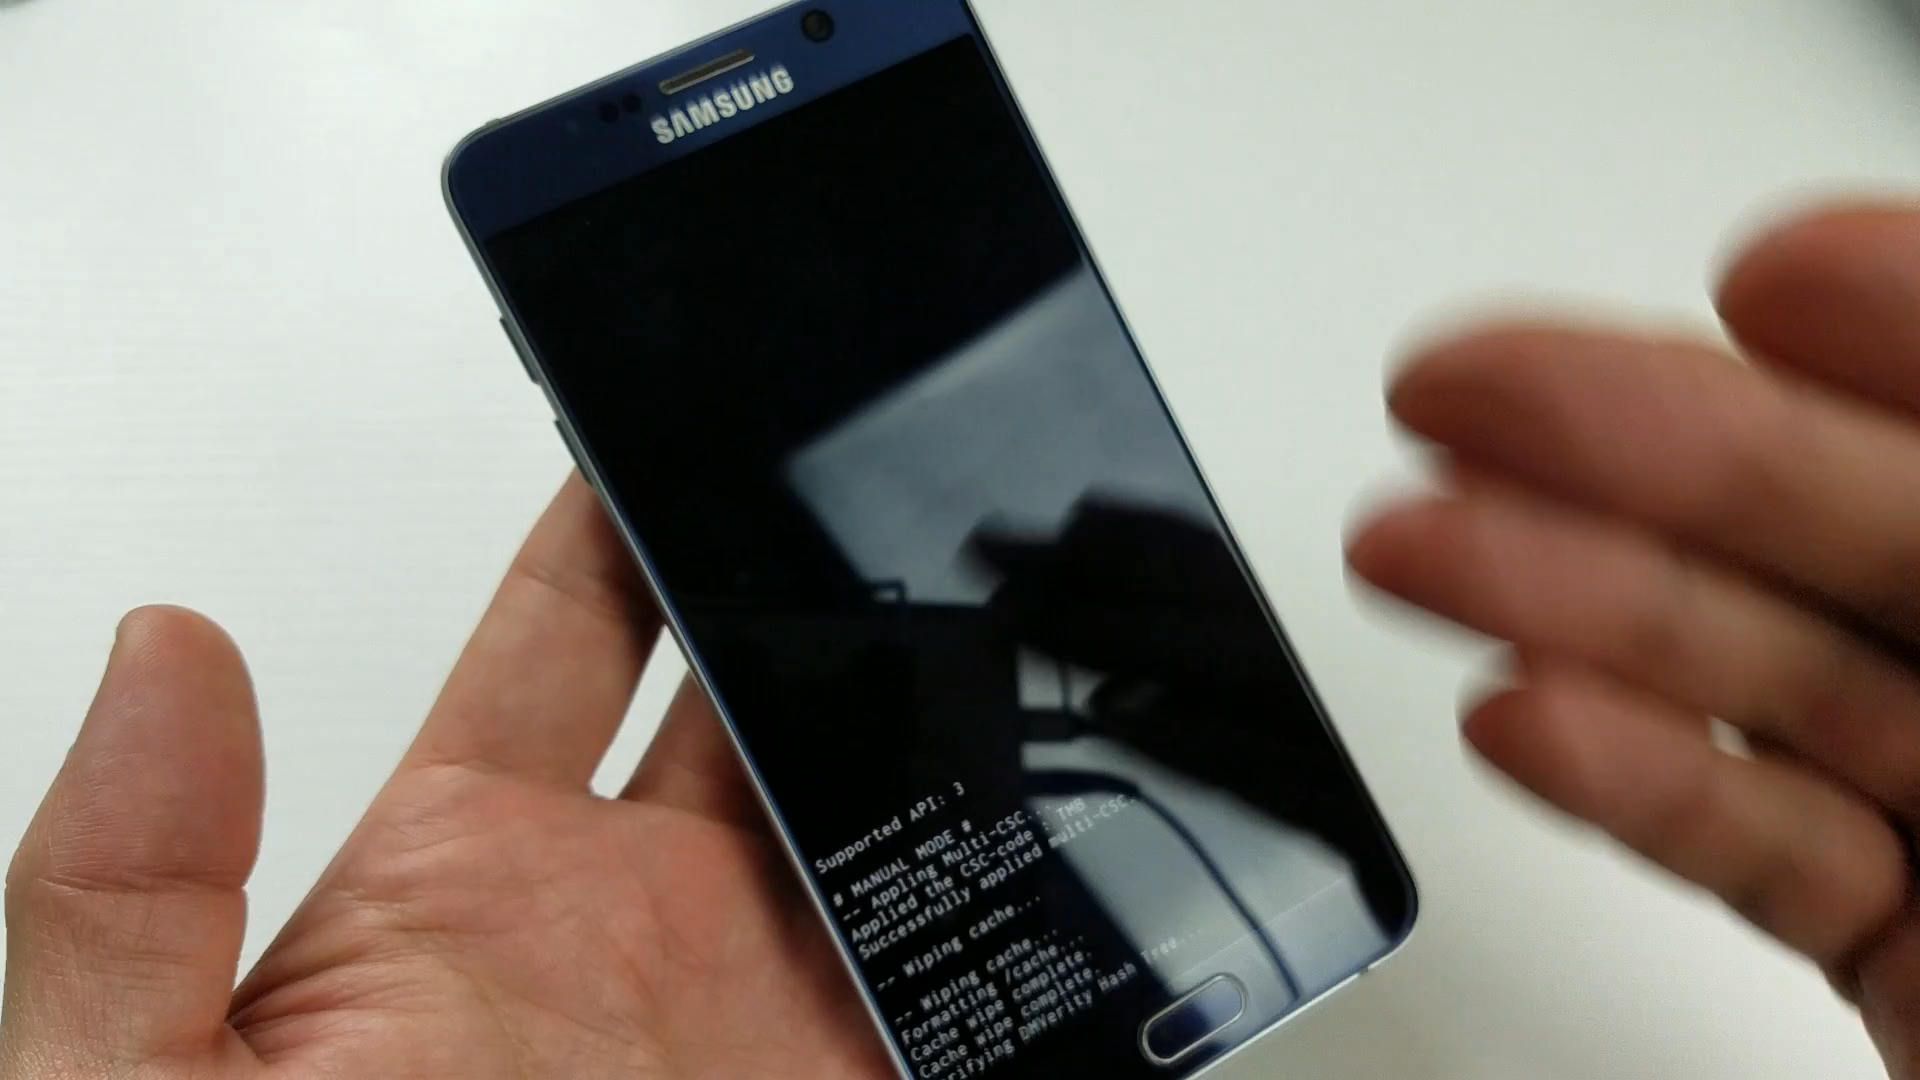 SAMSUNG
Supported API: 3
# MANUAL MODE #
-- Appling Multi-CSC...
Applied the CSC-code : TMB
Successfully applied multi-CSC.
-- Wiping cache...
-- Wiping cache...
Formatting /cache...
Cache wipe complete.
Cache wipe complete.
erifying DMVerity Hash Tree...